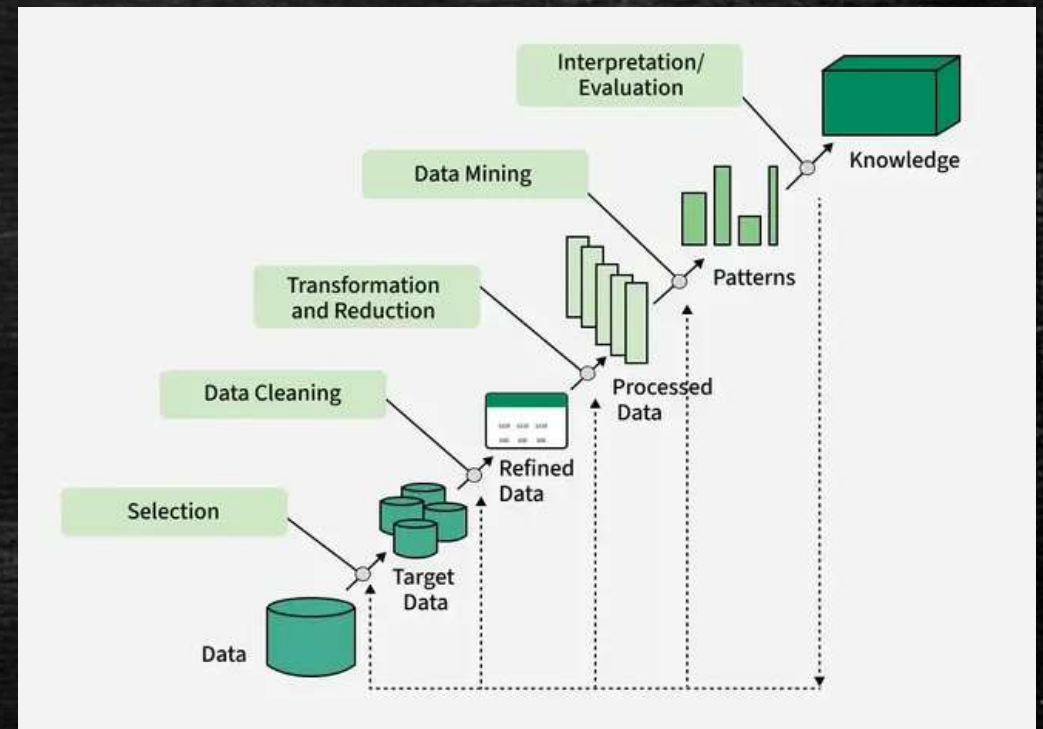 Interpretation/
Evaluation
Knowledge
Data Mining
Patterns
Transformation
and Reduction
Processed
Data
Data Cleaning
Refined
Data
Selection
Target
Data
Data